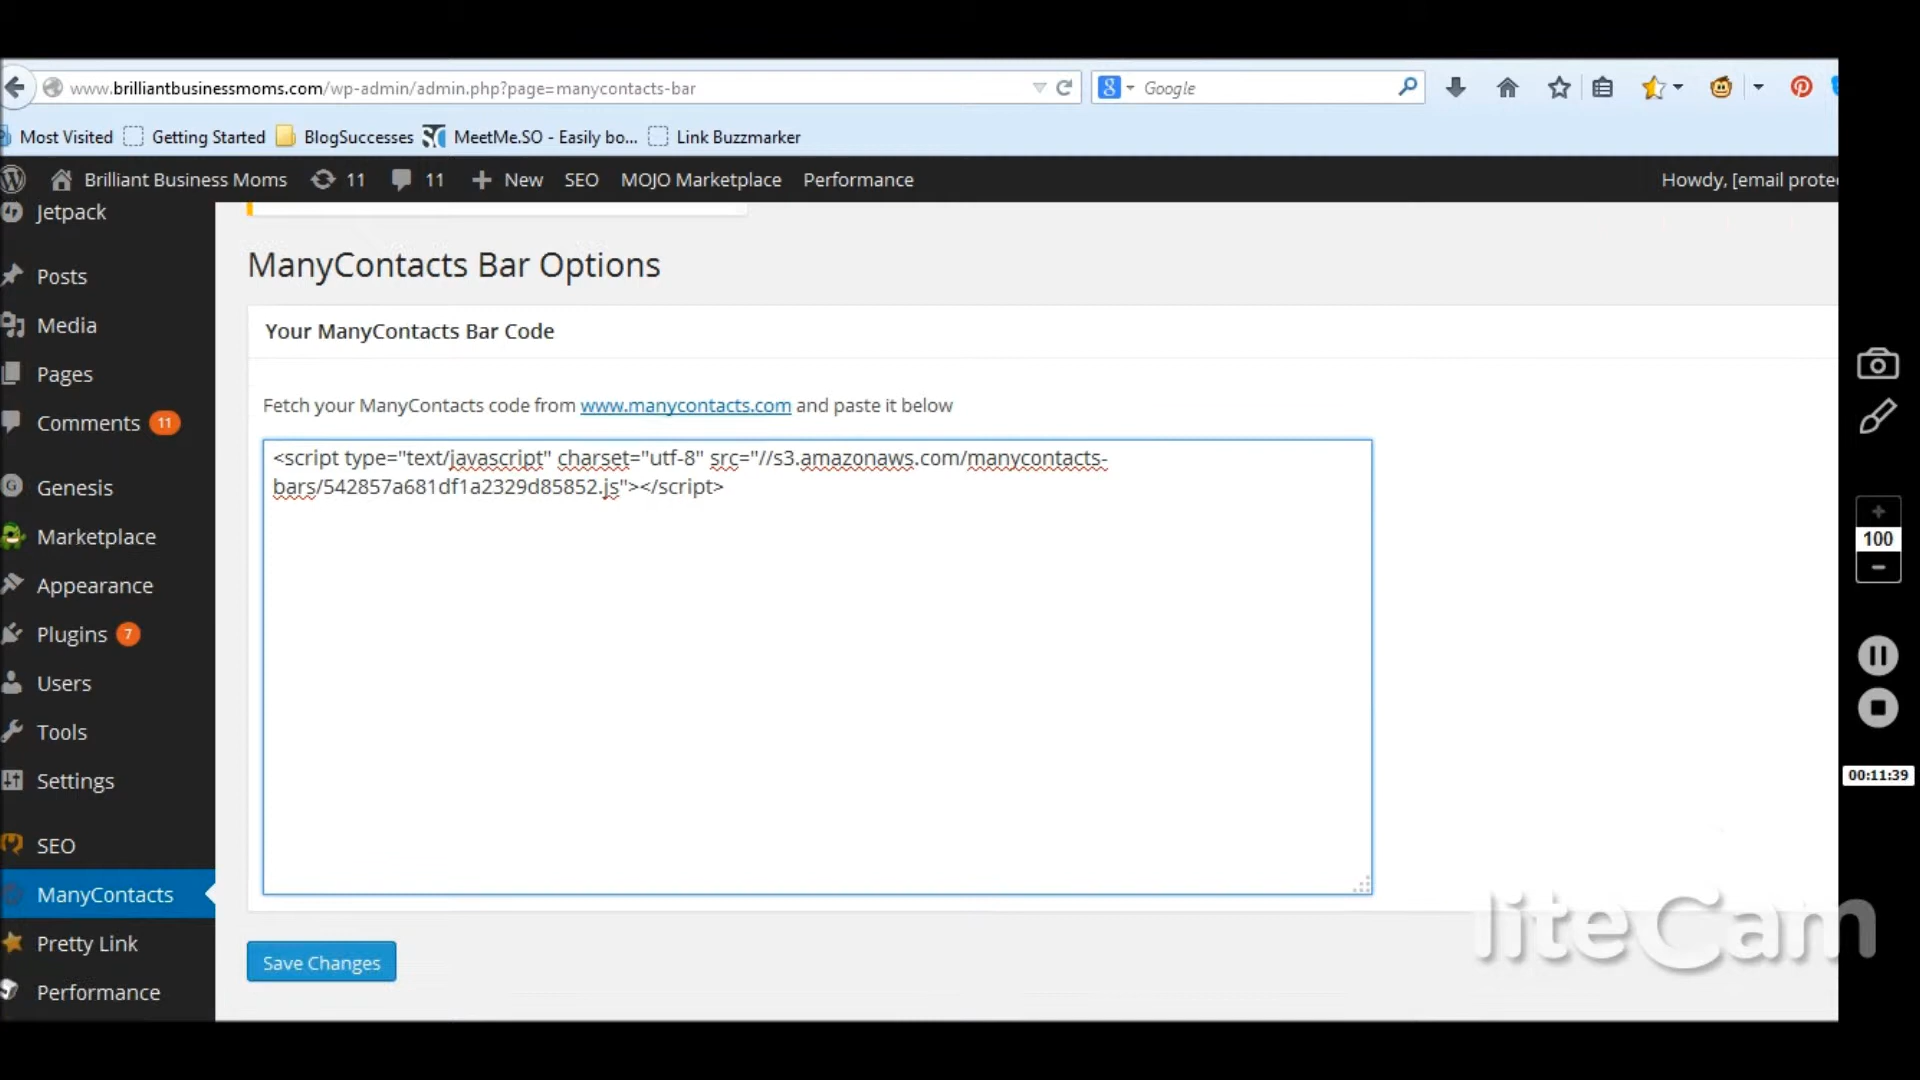 www.brilliantbusinessmoms.com/wp-admin/admin.php?page=manycontacts-bar
8 Google
Most Visited Getting Started BlogSuccesses MeetMe.SO - Easily bo... Link Buzzmarker
Brilliant Business Moms 11 11 + New SEO MOJO Marketplace Performance Howdy, [email prote
Jetpack
Posts
Media
Pages
Comments 11
Genesis
Marketplace
Appearance
Plugins 7
Users
Tools
Settings
SEO
ManyContacts
Pretty Link
Performance
ManyContacts Bar Options
Your ManyContacts Bar Code
Fetch your ManyContacts code from www.manycontacts.com and paste it below
<script type="text/javascript" charset="utf-8" src="//s3.amazonaws.com/manycontacts-
bars/542857a681df1a2329d85852.js"></script>
Save Changes
+
100
-
00:11:39
liteCam